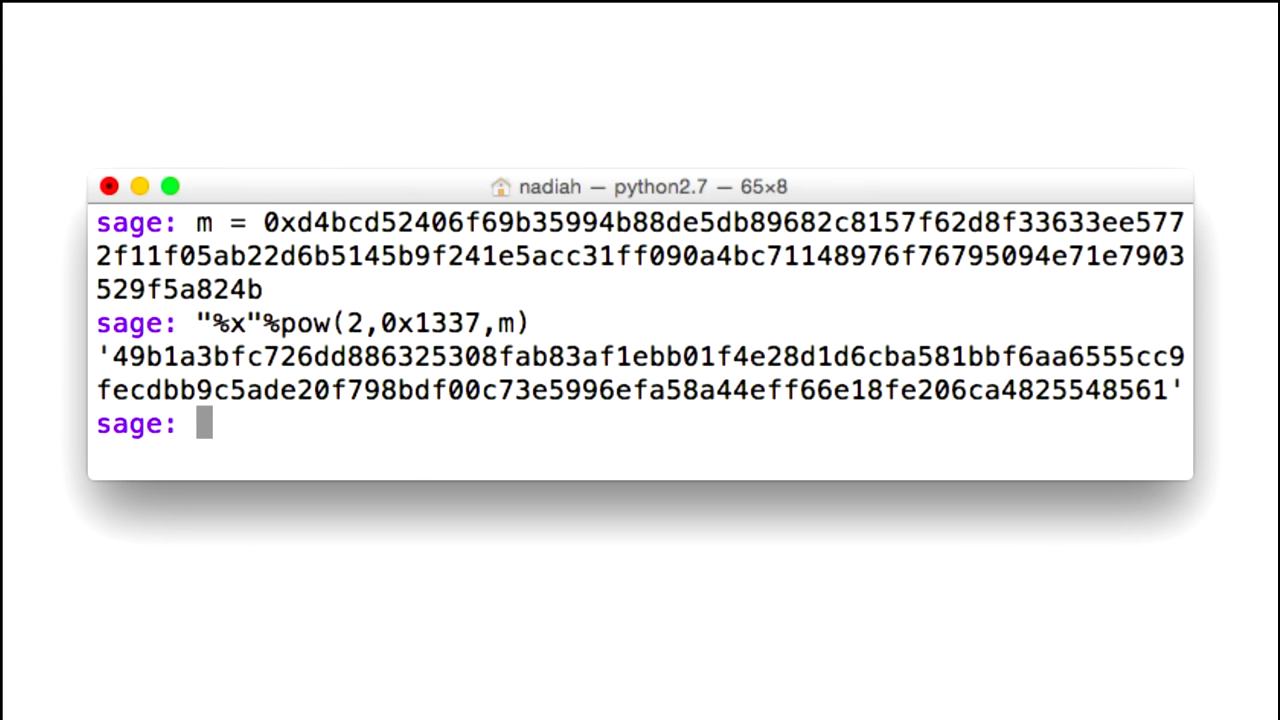 nadiah — python2.7 — 65×8
sage: m = 0xd4bcd52406f69b35994b88de5db89682c8157f62d8f33633ee577
2f11f05ab22d6b5145b9f241e5acc31ff090a4bc71148976f76795094e71e7903
529f5a824b
sage: "%x"%pow(2,0x1337,m)
'49b1a3bfc726dd886325308fab83af1ebb01f4e28d1d6cba581bbf6aa6555cc9
fecdbb9c5ade20f798bdf00c73e5996efa58a44eff66e18fe206ca4825548561'
sage: